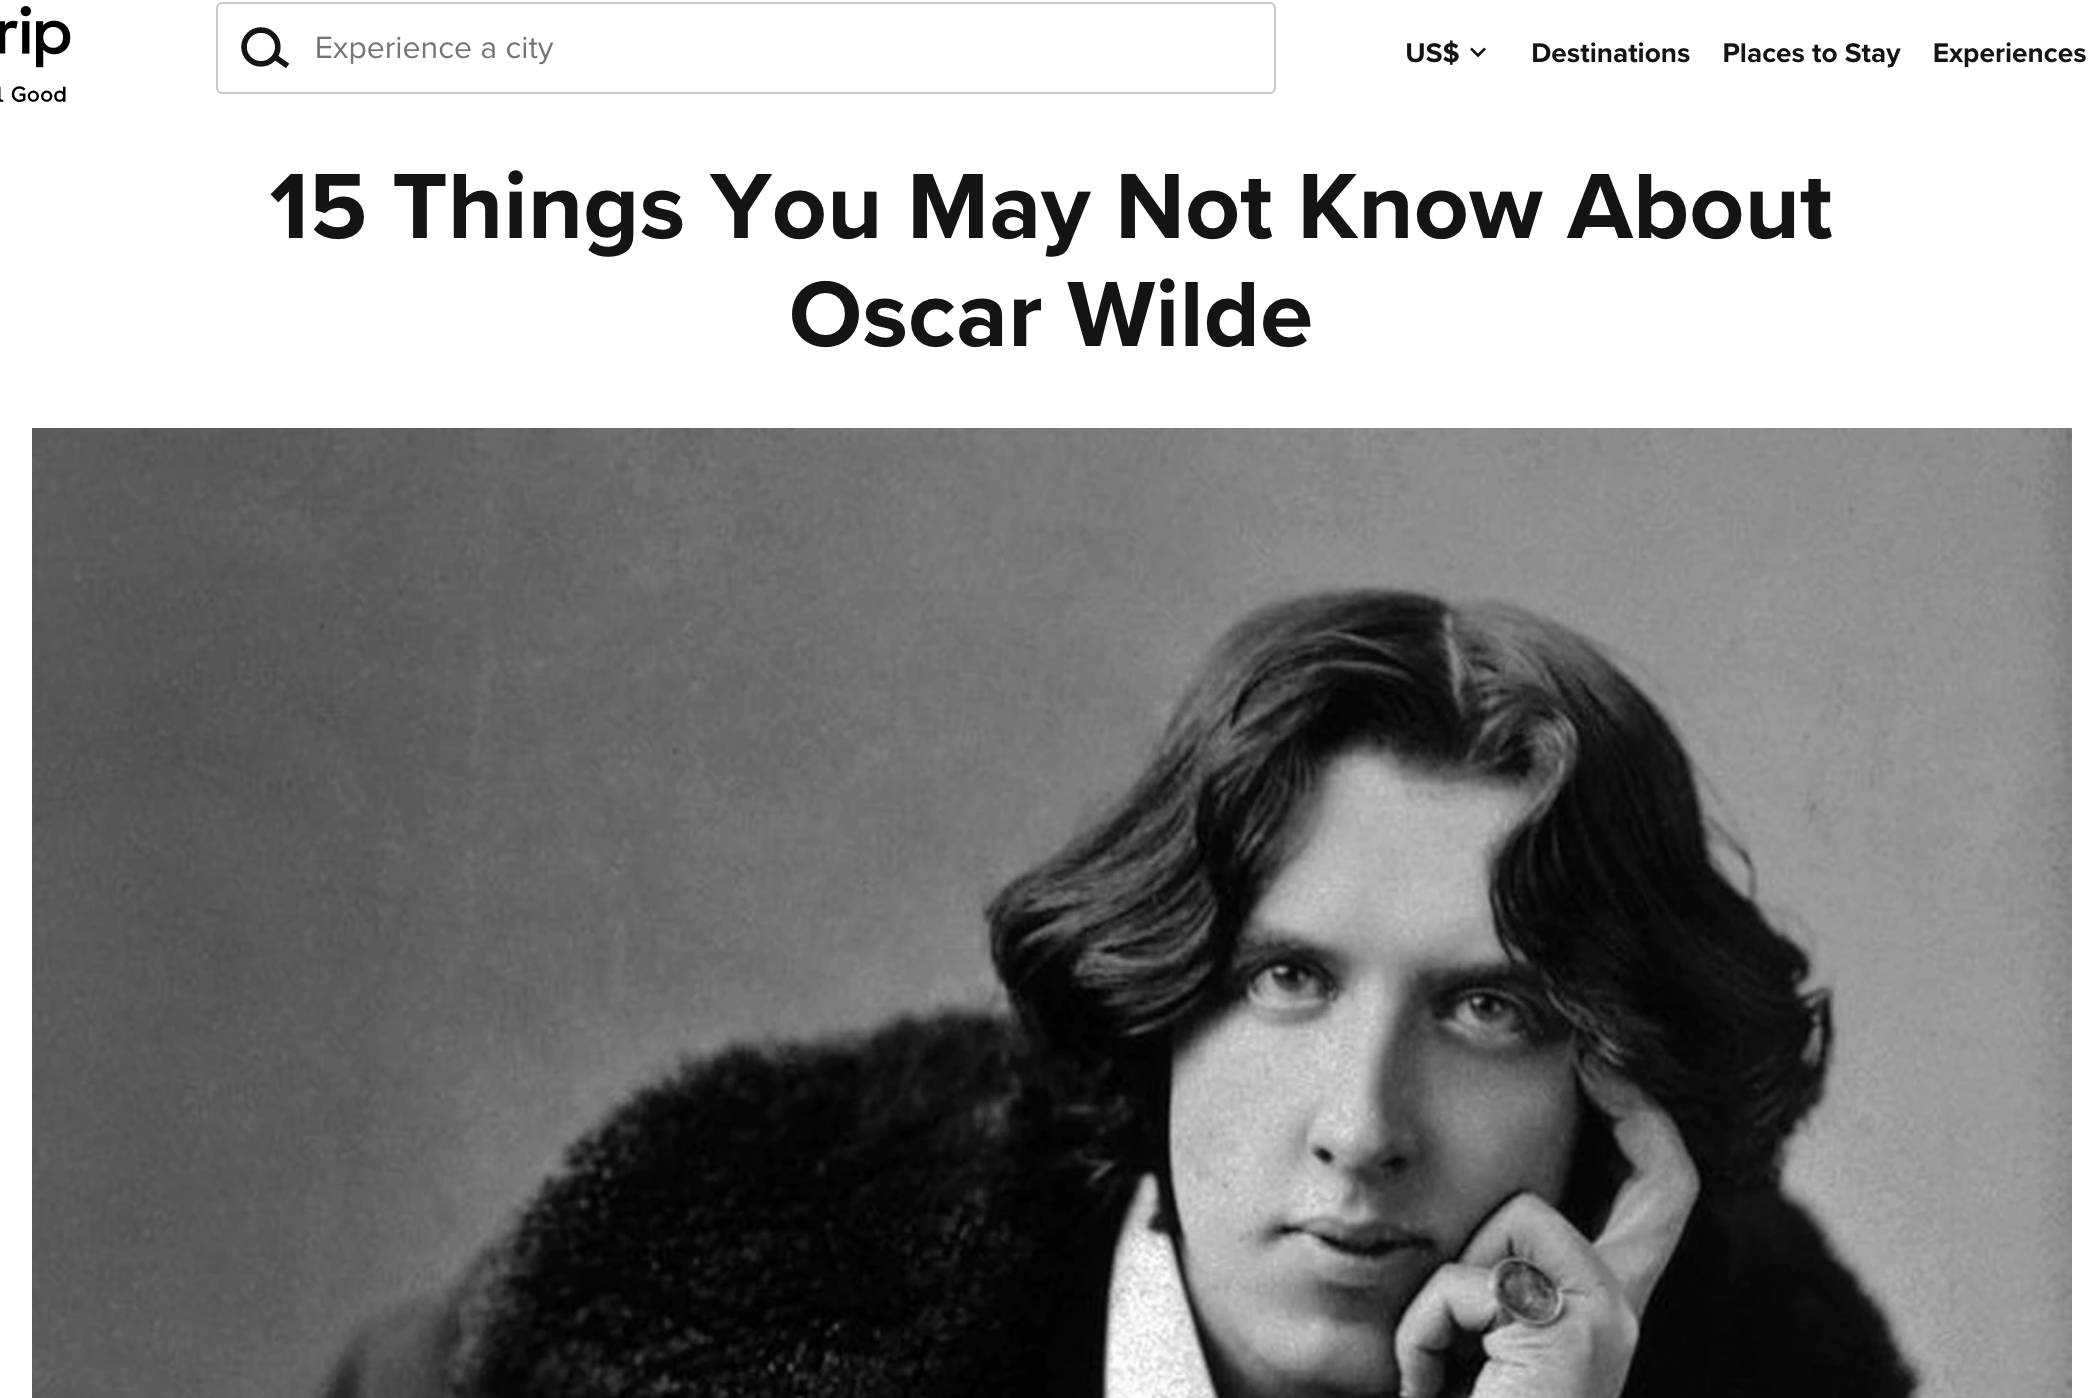 rip
Good
Experience a city
US$
Destinations
Places to Stay
Experiences
15 Things You May Not Know About
Oscar Wilde